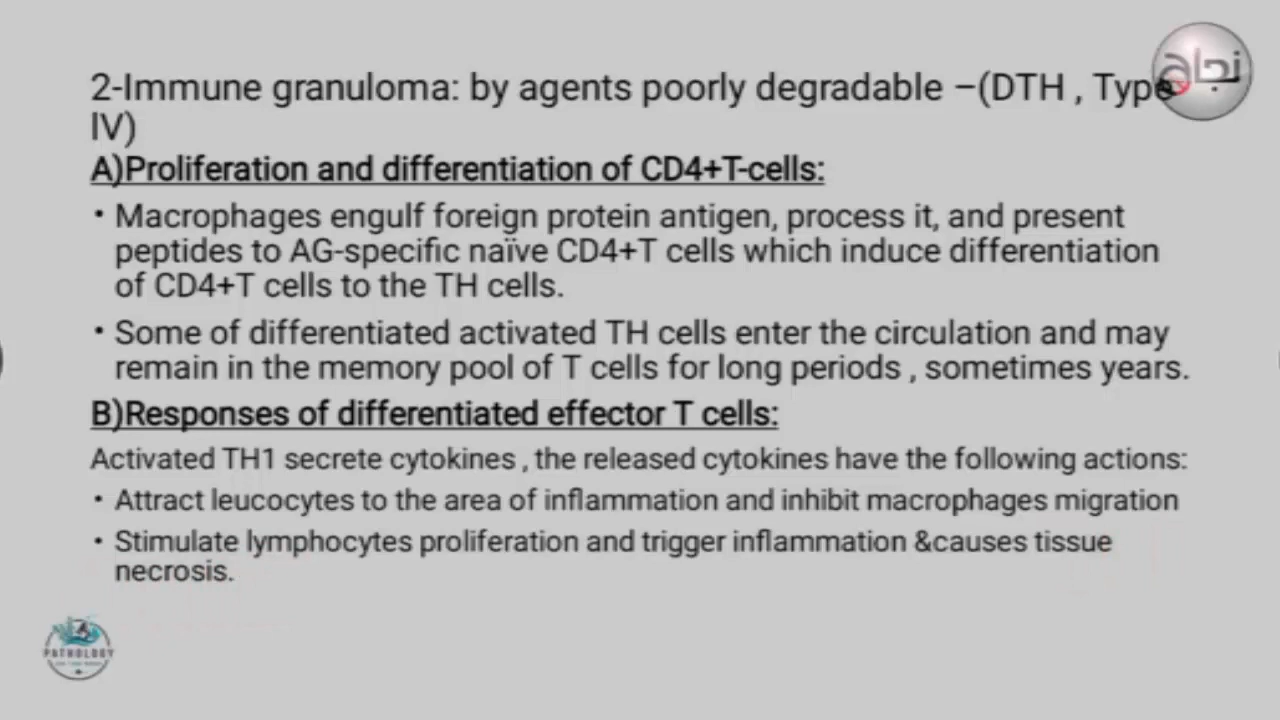 نجاح
2-Immune granuloma: by agents poorly degradable –(DTH , Type
IV)
A)Proliferation and differentiation of CD4+T-cells:
• Macrophages engulf foreign protein antigen, process it, and present
peptides to AG-specific naïve CD4+T cells which induce differentiation
of CD4+T cells to the TH cells.
• Some of differentiated activated TH cells enter the circulation and may
remain in the memory pool of T cells for long periods , sometimes years.
B)Responses of differentiated effector T cells:
Activated TH1 secrete cytokines , the released cytokines have the following actions:
• Attract leucocytes to the area of inflammation and inhibit macrophages migration
• Stimulate lymphocytes proliferation and trigger inflammation &causes tissue
necrosis.
PATHOLOGY